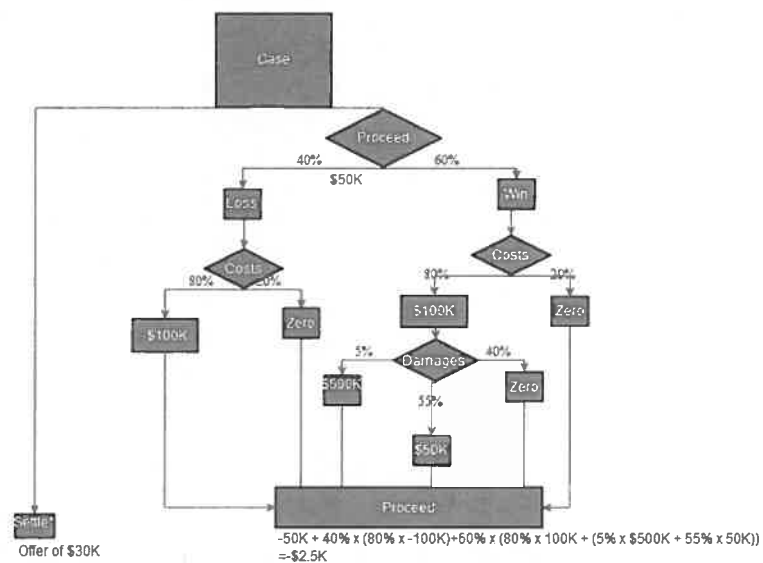 Case
Proceed
40%
60%
$50K
Loss
Win
Costs
Costs
80%
20%
80%
20%
-$100K
Zero
$100K
Zero
Damages
5%
40%
$500K
Zero
55%
$50K
Proceed
Settle
Offer of $30K
-50K + 40% x (80% x -100K)+60% x (80% x 100K + (5% x $500K + 55% x 50K))
=-$2.5K